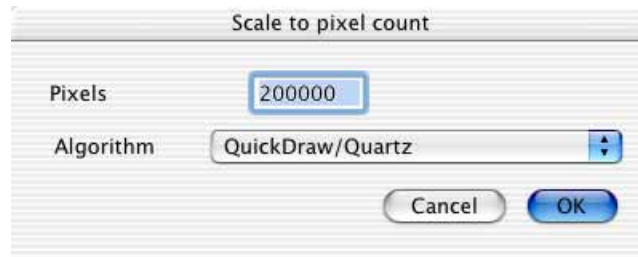 Scale to pixel count
Pixels 200000
Algorithm QuickDraw/Quartz
Cancel OK